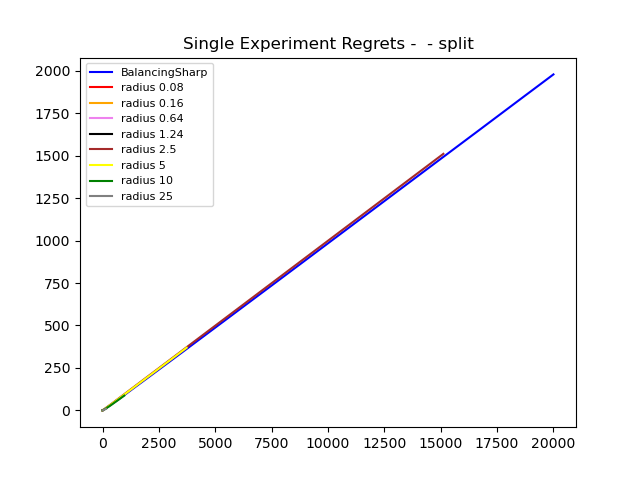 Single Experiment Regrets -  - split
2000
1750
1500
1250
1000
750
500
250
0
BalancingSharp
radius 0.08
radius 0.16
radius 0.64
radius 1.24
radius 2.5
radius 5
radius 10
radius 25
0 2500 5000 7500 10000 12500 15000 17500 20000